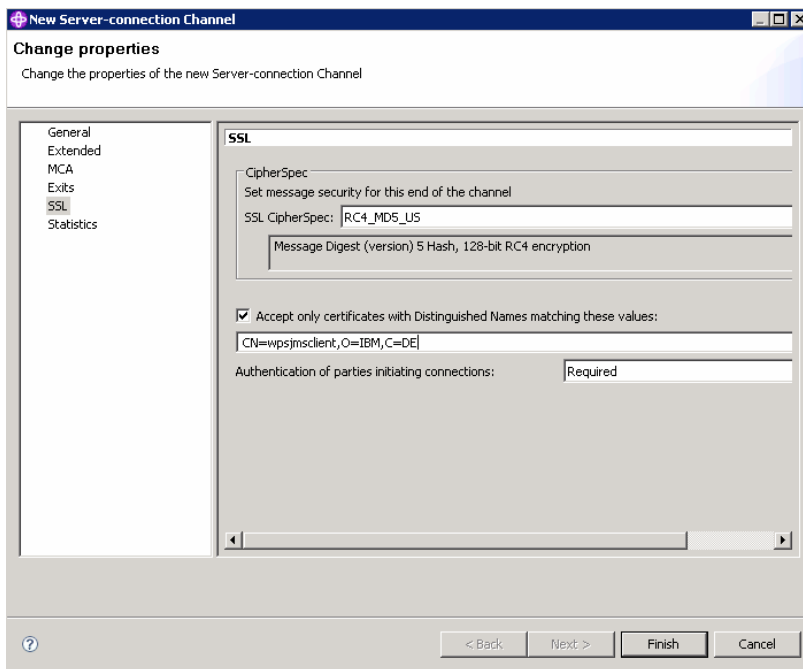 New Server-connection Channel
Change properties
Change the properties of the new Server-connection Channel
General
Extended
MCA
Exits
SSL
Statistics
SSL
CipherSpec
Set message security for this end of the channel
SSL CipherSpec: RC4_MD5_US
Message Digest (version) 5 Hash, 128-bit RC4 encryption
Accept only certificates with Distinguished Names matching these values:
CN=wpsjmsclient,O=IBM,C=DE
Authentication of parties initiating connections: Required
? < Back Next > Finish Cancel